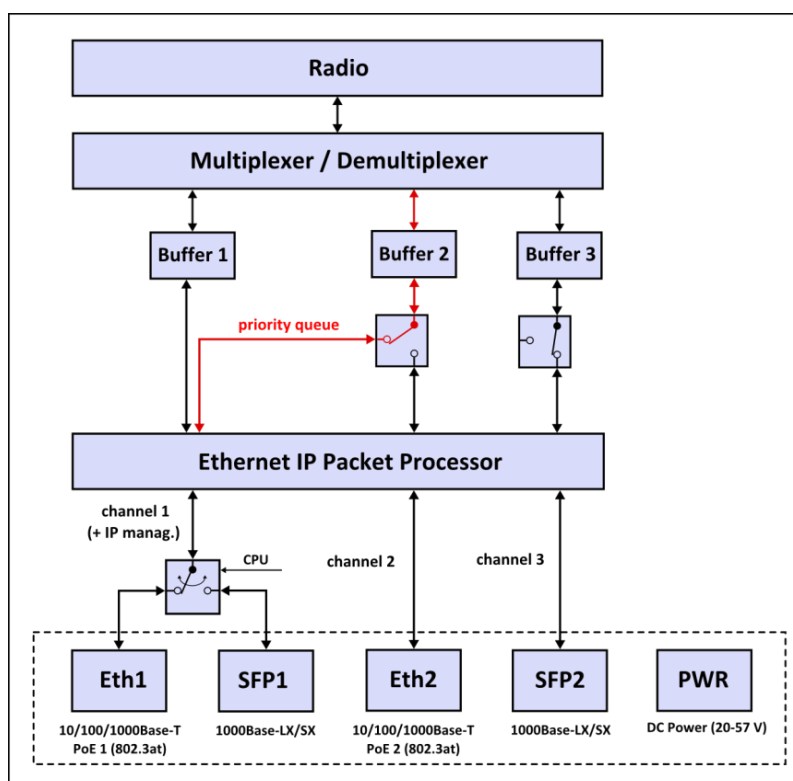 Radio
Multiplexer / Demultiplexer
Buffer 1
Buffer 2
Buffer 3
priority queue
Ethernet IP Packet Processor
channel 1
(+ IP manag.)
CPU
channel 2
channel 3
Eth1
SFP1
Eth2
SFP2
PWR
10/100/1000Base-T
PoE 1 (802.3at)
1000Base-LX/SX
10/100/1000Base-T
PoE 2 (802.3at)
1000Base-LX/SX
DC Power (20-57 V)